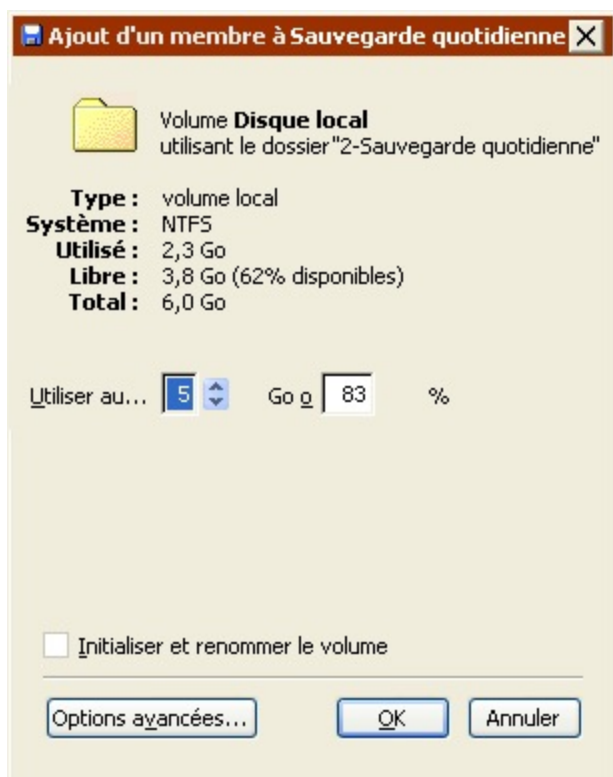 Ajout d'un membre à Sauvegarde quotidienne
Volume Disque local
utilisant le dossier"2-Sauvegarde quotidienne"
Type : volume local
Système : NTFS
Utilisé : 2,3 Go
Libre : 3,8 Go (62% disponibles)
Total : 6,0 Go
Utiliser au... 5 Go o 83 %
Initialiser et renommer le volume
Options avancées... OK Annuler